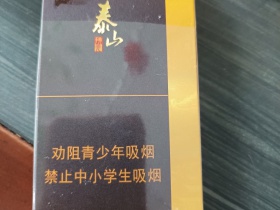 泰山
劝阻青少年吸烟
禁止中小学生吸烟